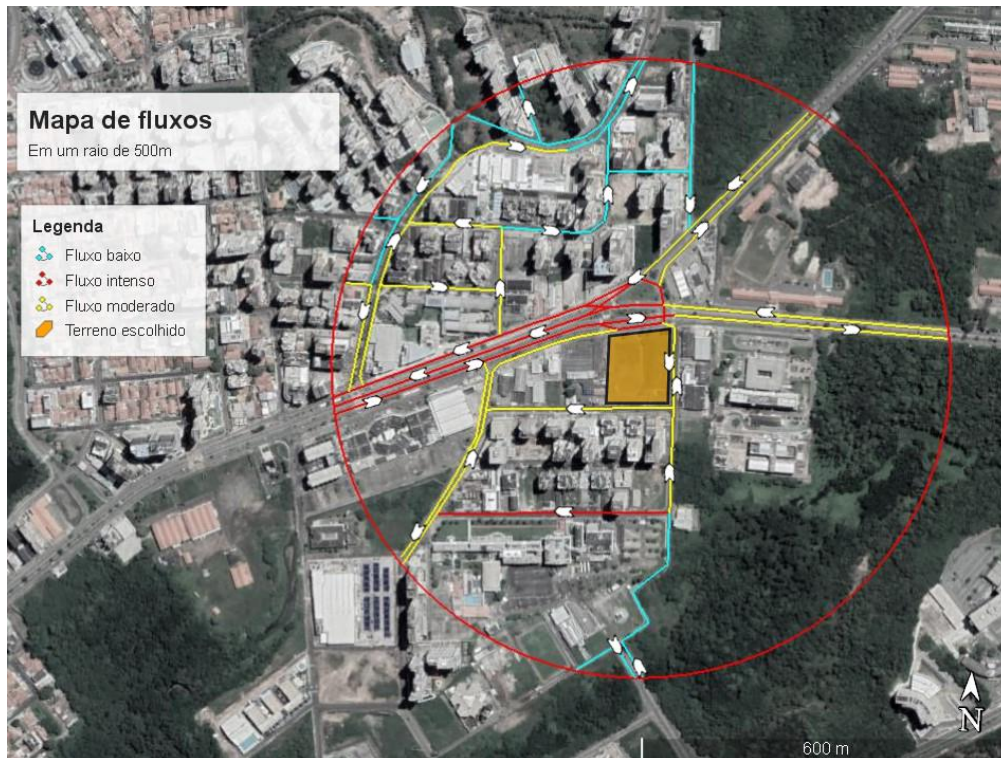 Mapa de fluxos
Em um raio de 500m
Legenda
Fluxo baixo
Fluxo intenso
Fluxo moderado
Terreno escolhido
N
600 m